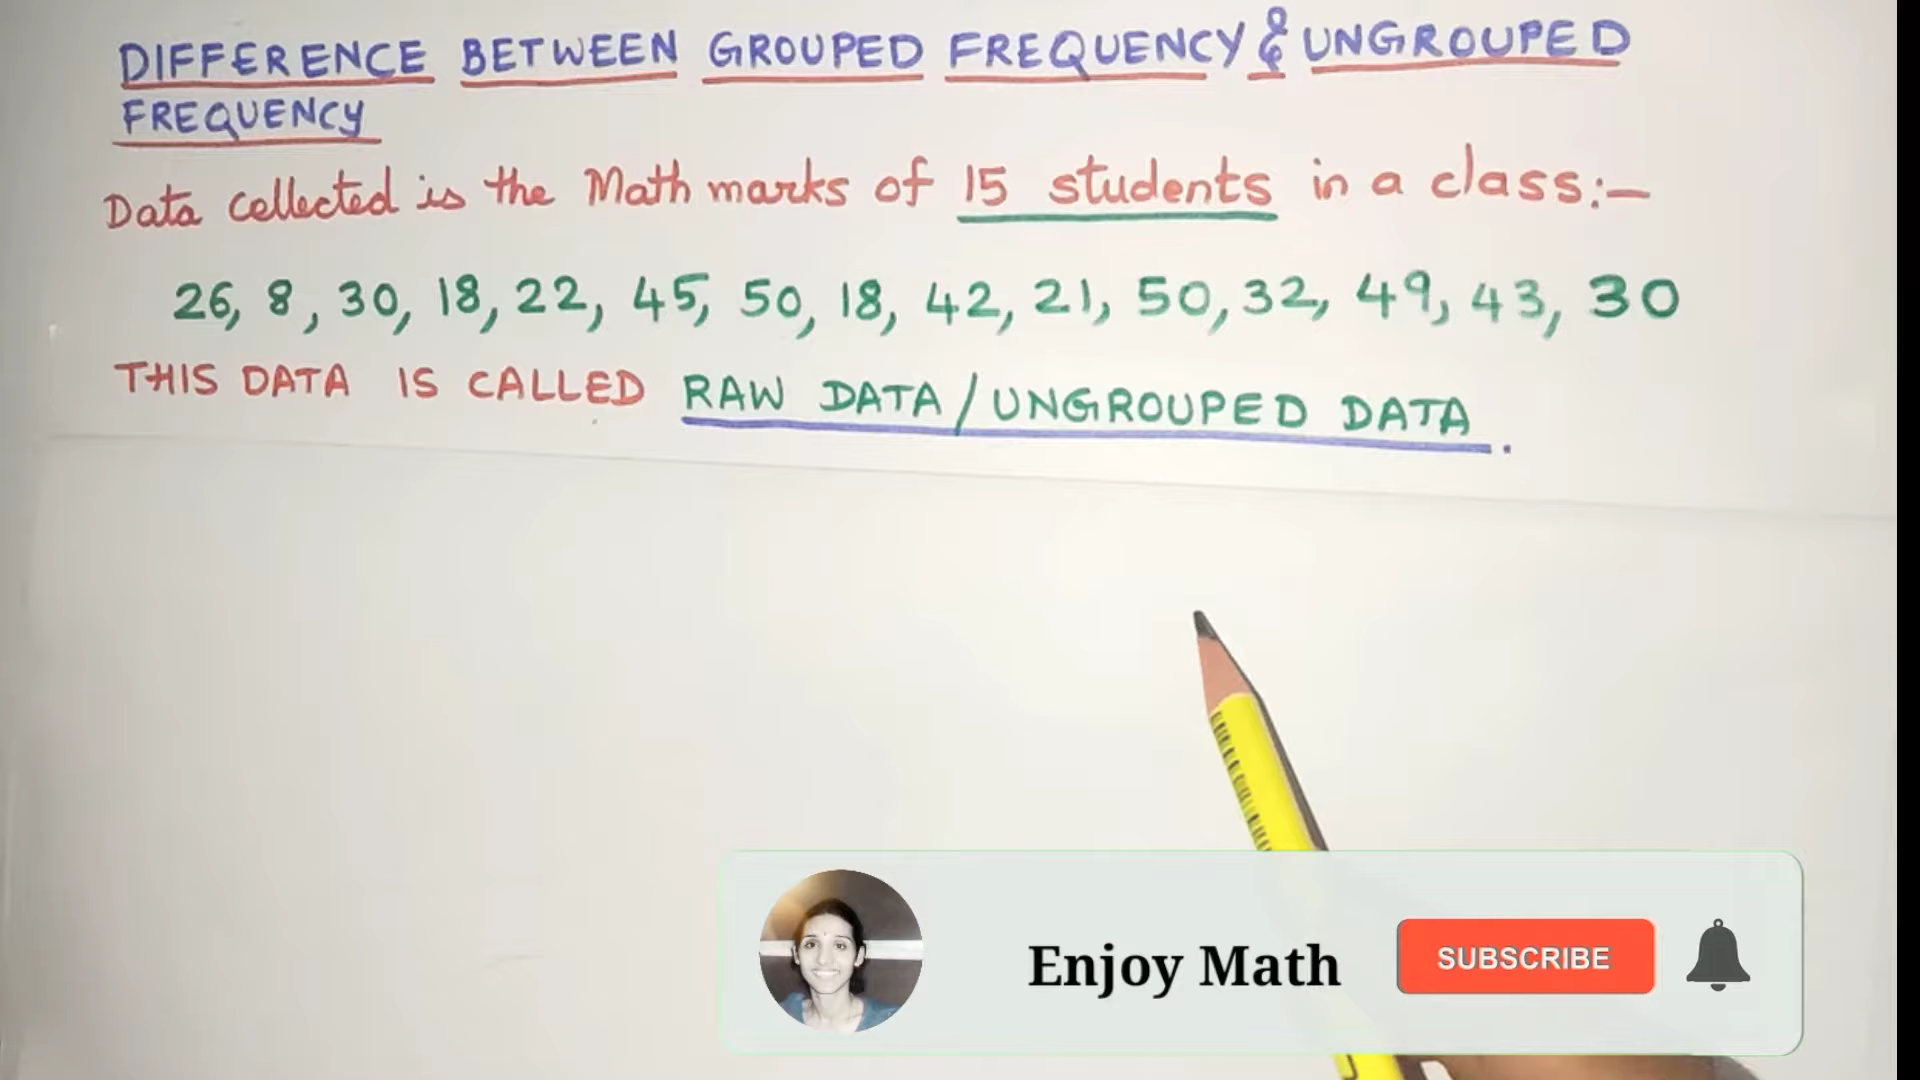 DIFFERENCE BETWEEN GROUPED FREQUENCY & UNGROUPED
FREQUENCY
Data collected is the Math marks of 15 students in a class:-
26, 8, 30, 18, 22, 45, 50, 18, 42, 21, 50, 32, 49, 43, 30
THIS DATA IS CALLED RAW DATA/UNGROUPED DATA.
Enjoy Math
SUBSCRIBE